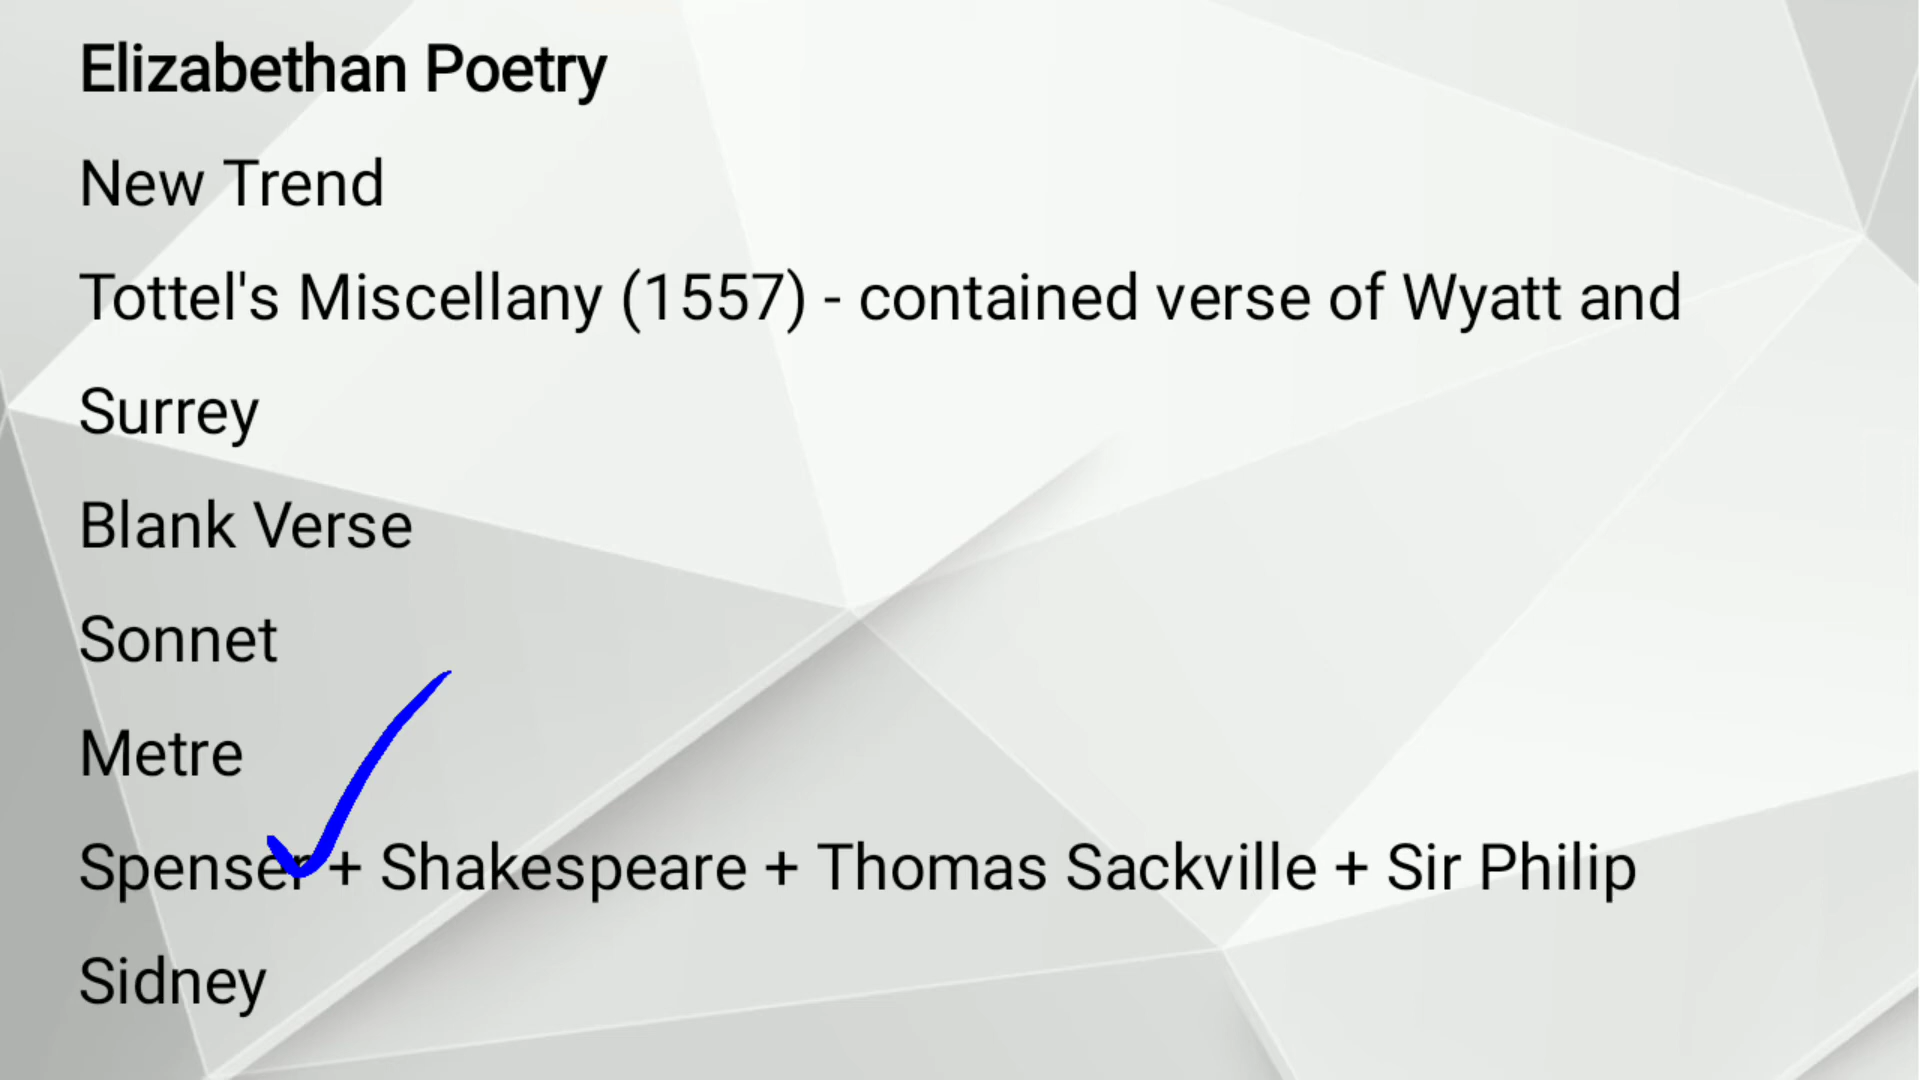 Elizabethan Poetry
New Trend
Tottel's Miscellany (1557) - contained verse of Wyatt and
Surrey
Blank Verse
Sonnet
Metre
Spenser + Shakespeare + Thomas Sackville + Sir Philip
Sidney